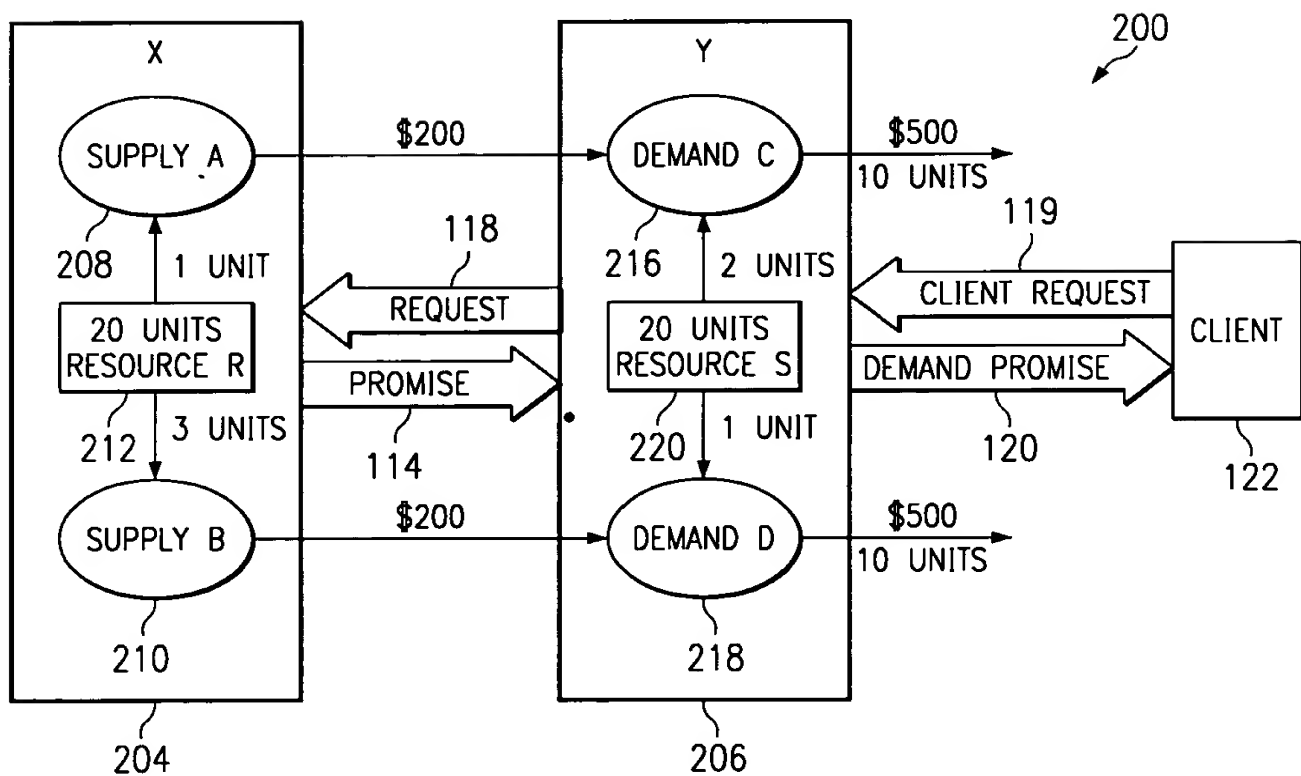 X
Y
200
SUPPLY A
$200
DEMAND C
$500
10 UNITS
208
1 UNIT
118
216
2 UNITS
119
REQUEST
CLIENT REQUEST
20 UNITS
RESOURCE R
20 UNITS
RESOURCE S
CLIENT
PROMISE
DEMAND PROMISE
212
3 UNITS
114
220
1 UNIT
120
122
SUPPLY B
$200
DEMAND D
$500
10 UNITS
210
218
204
206